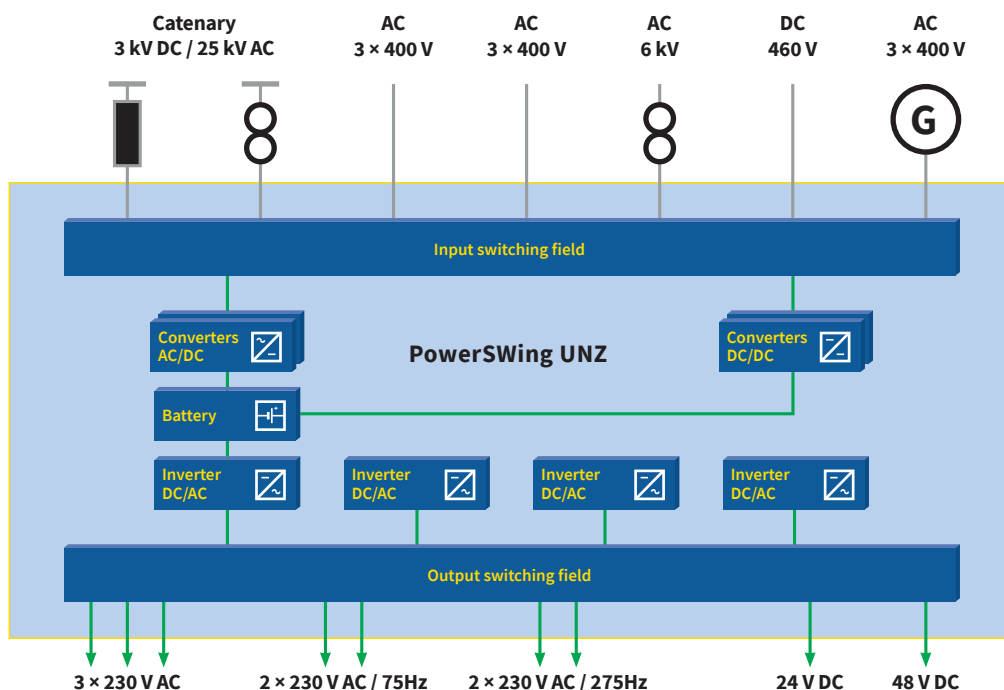 Catenary
3 kV DC / 25 kV AC
AC
3 × 400 V
AC
3 × 400 V
AC
6 kV
DC
460 V
AC
3 × 400 V
G
Input switching field
Converters
AC/DC
PowerSWing UNZ
Converters
DC/DC
Battery
Inverter
DC/AC
Inverter
DC/AC
Inverter
DC/AC
Inverter
DC/AC
Output switching field
3 × 230 V AC
2 × 230 V AC / 75Hz
2 × 230 V AC / 275Hz
24 V DC
48 V DC